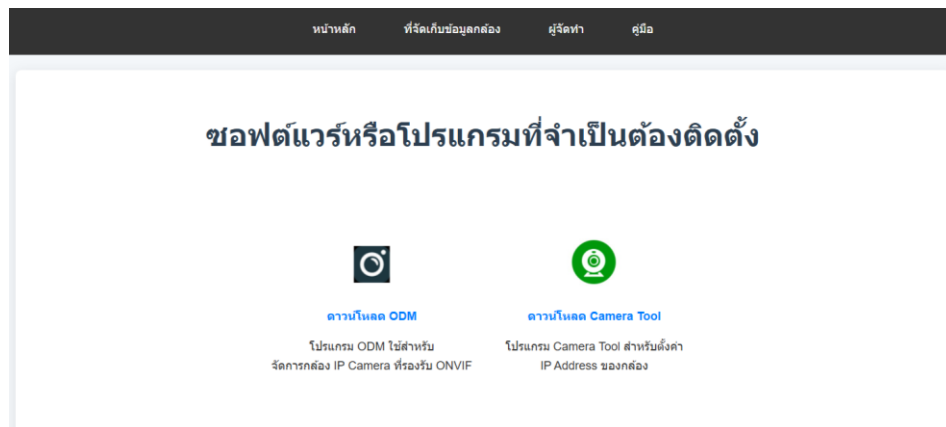 หน้าหลัก ที่จัดเก็บข้อมูลกล้อง ผู้จัดทำ คู่มือ
ซอฟต์แวร์หรือโปรแกรมที่จำเป็นต้องติดตั้ง
ดาวน์โหลด ODM
โปรแกรม ODM ใช้สำหรับ
จัดการกล้อง IP Camera ที่รองรับ ONVIF
ดาวน์โหลด Camera Tool
โปรแกรม Camera Tool สำหรับตั้งค่า
IP Address ของกล้อง